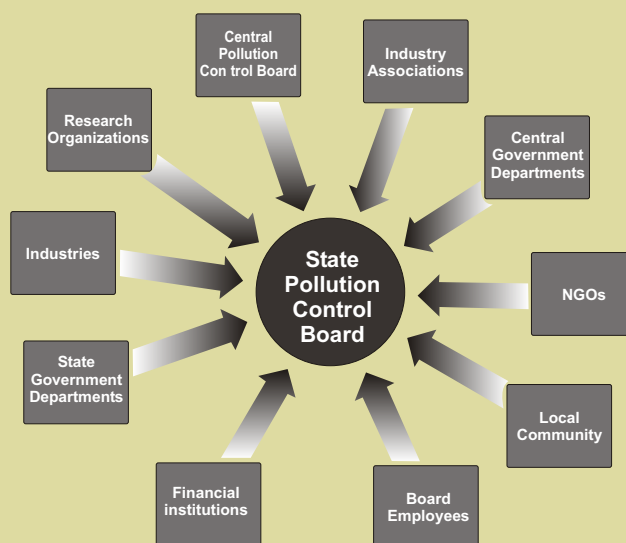 Central
Pollution
Con trol Board
Industry
Associations
Research
Organizations
Central
Government
Departments
Industries
State
Pollution
Control
Board
NGOs
State
Government
Departments
Local
Community
Financial
institutions
Board
Employees